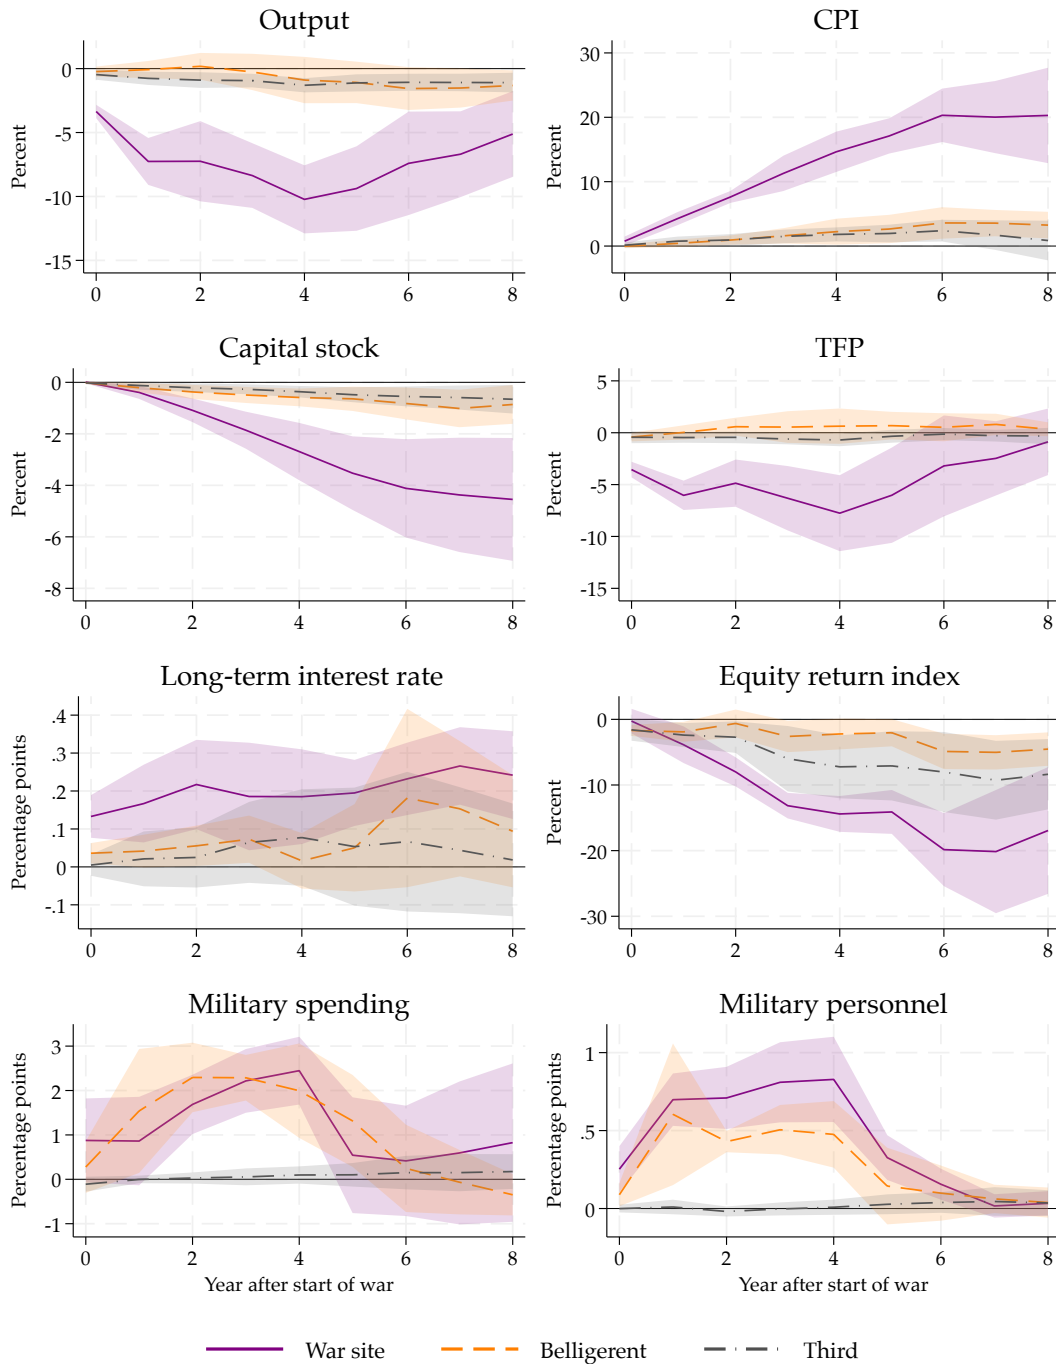 Output
Percent
0
-5
-10
-15
0 2 4 6 8
CPI
Percent
30
20
10
0
0 2 4 6 8
Capital stock
Percent
0
-2
-4
-6
-8
0 2 4 6 8
TFP
Percent
5
0
-5
-10
-15
0 2 4 6 8
Long-term interest rate
Percentage points
.4
.3
.2
.1
0
-.1
0 2 4 6 8
Equity return index
Percent
0
-10
-20
-30
0 2 4 6 8
Military spending
Percentage points
3
2
1
0
-1
0 2 4 6 8
Year after start of war
Military personnel
Percentage points
1
.5
0
0 2 4 6 8
Year after start of war
War site Belligerent Third